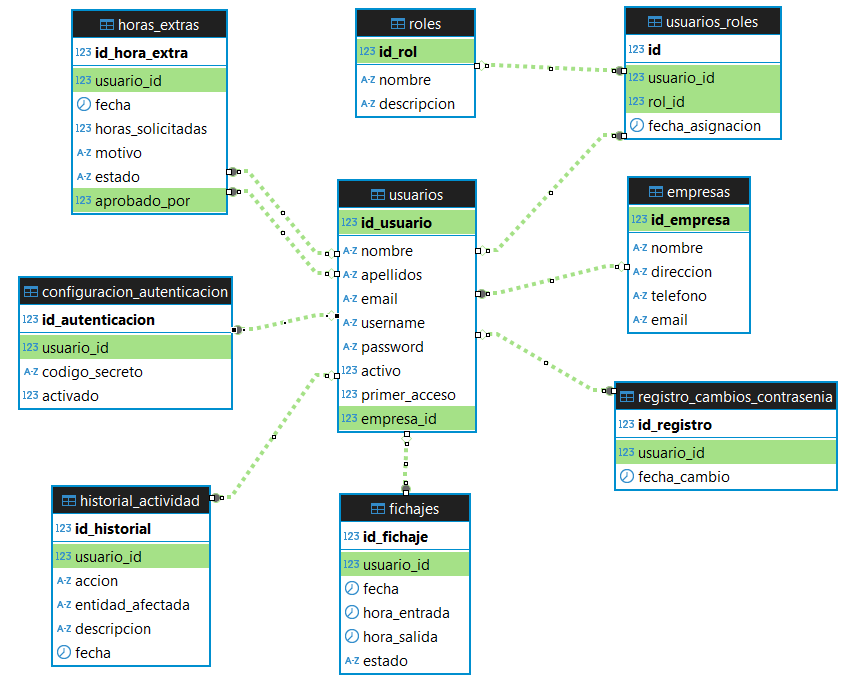 horas_extras
123 id_hora_extra
123 usuario_id
fecha
123 horas_solicitadas
A-Z motivo
A-Z estado
123 aprobado_por
roles
123 id_rol
A-Z nombre
A-Z descripcion
usuarios_roles
123 id
123 usuario_id
123 rol_id
fecha_asignacion
usuarios
123 id_usuario
A-Z nombre
A-Z apellidos
A-Z email
A-Z username
A-Z password
123 activo
123 primer_acceso
123 empresa_id
empresas
123 id_empresa
A-Z nombre
A-Z direccion
A-Z telefono
A-Z email
configuracion_autenticacion
123 id_autenticacion
123 usuario_id
A-Z codigo_secreto
123 activado
registro_cambios_contrasenia
123 id_registro
123 usuario_id
fecha_cambio
historial_actividad
123 id_historial
123 usuario_id
A-Z accion
A-Z entidad_afectada
A-Z descripcion
fecha
fichajes
123 id_fichaje
123 usuario_id
fecha
hora_entrada
hora_salida
A-Z estado